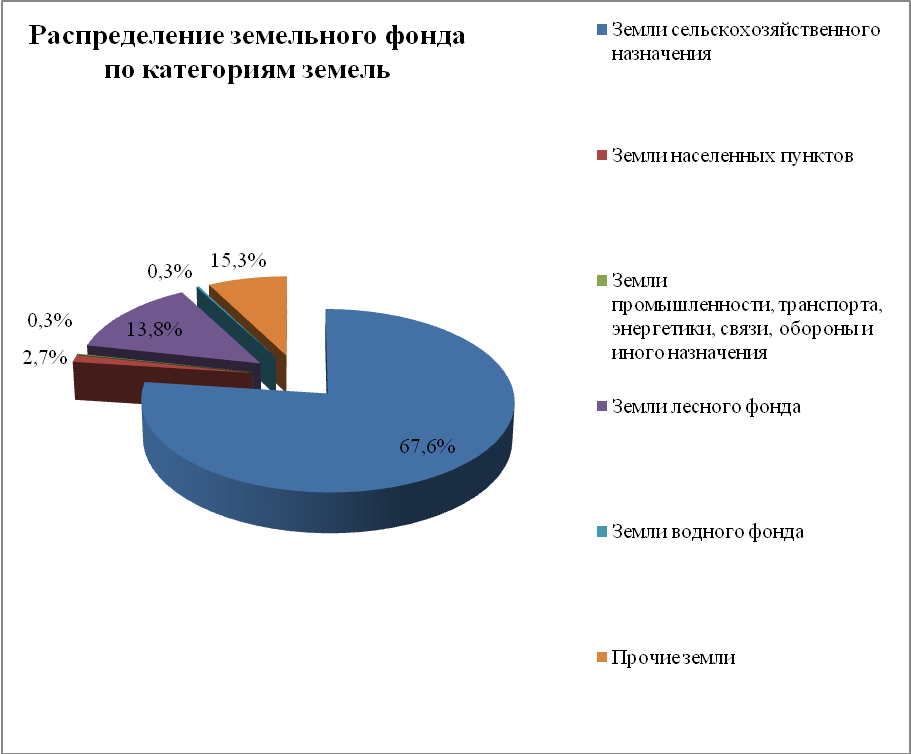 Распределение земельного фонда
по категориям земель
0,3%
15,3%
0,3%
13,8%
2,7%
67,6%
Земли сельскохозяйственного
назначения
Земли населенных пунктов
Земли
промышленности, транспорта,
энергетики, связи, обороны и
иного назначения
Земли лесного фонда
Земли водного фонда
Прочие земли